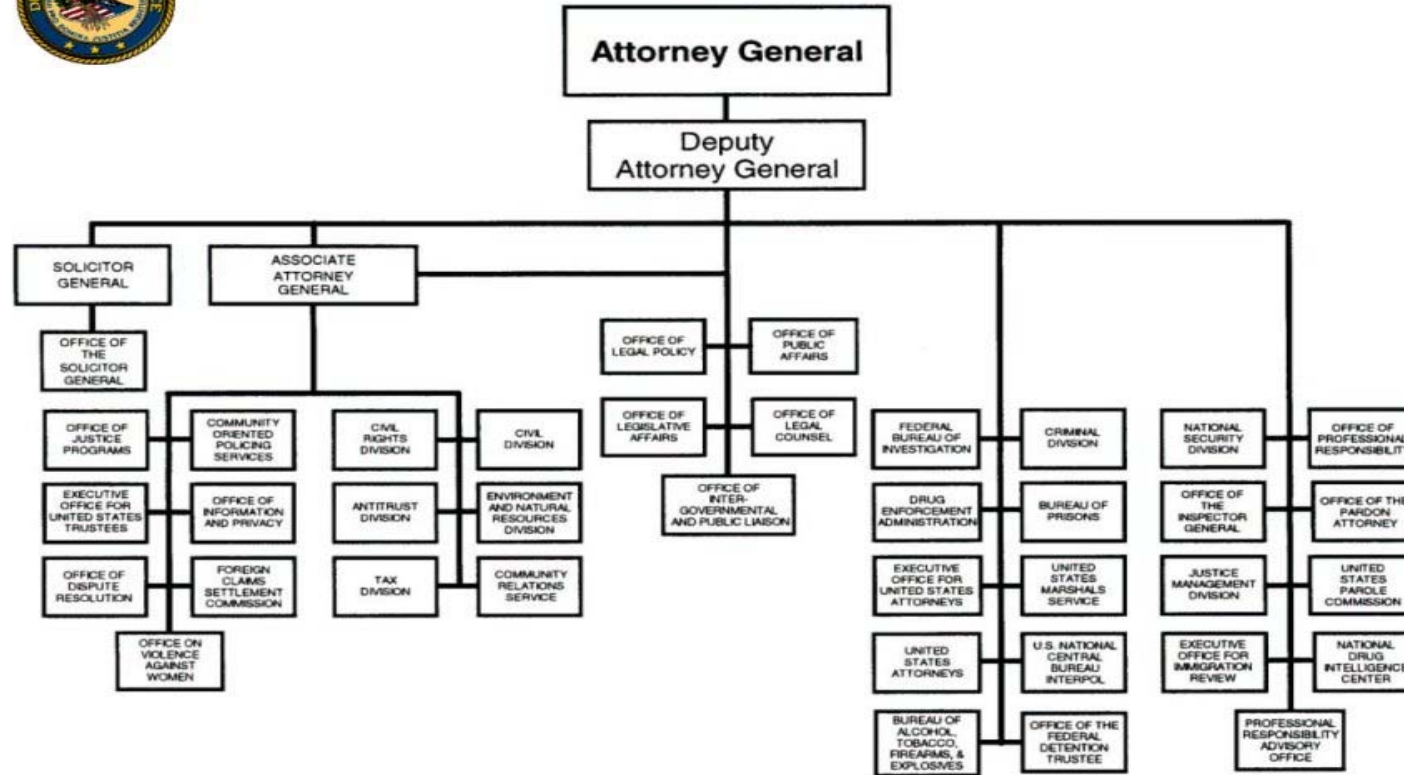 Attorney General
Deputy
Attorney General
SOLICITOR
GENERAL
ASSOCIATE
ATTORNEY
GENERAL
OFFICE OF
THE
SOLICITOR
GENERAL
OFFICE OF
LEGAL POLICY
OFFICE OF
PUBLIC
AFFAIRS
OFFICE OF
LEGISLATIVE
AFFAIRS
OFFICE OF
LEGAL
COUNSEL
OFFICE OF
INTER-
GOVERNMENTAL
AND PUBLIC LIAISON
OFFICE OF
JUSTICE
PROGRAMS
COMMUNITY
ORIENTED
POLICING
SERVICES
EXECUTIVE
OFFICE FOR
UNITED STATES
TRUSTEES
OFFICE OF
INFORMATION
AND PRIVACY
OFFICE OF
DISPUTE
RESOLUTION
FOREIGN
CLAIMS
SETTLEMENT
COMMISSION
OFFICE ON
VIOLENCE
AGAINST
WOMEN
CIVIL
RIGHTS
DIVISION
CIVIL
DIVISION
ANTITRUST
DIVISION
ENVIRONMENT
AND NATURAL
RESOURCES
DIVISION
TAX
DIVISION
COMMUNITY
RELATIONS
SERVICE
FEDERAL
BUREAU OF
INVESTIGATION
CRIMINAL
DIVISION
DRUG
ENFORCEMENT
ADMINISTRATION
BUREAU OF
PRISONS
EXECUTIVE
OFFICE FOR
UNITED STATES
ATTORNEYS
UNITED
STATES
MARSHALS
SERVICE
UNITED
STATES
ATTORNEYS
U.S. NATIONAL
CENTRAL
BUREAU
INTERPOL
BUREAU OF
ALCOHOL,
TOBACCO,
FIREARMS, &
EXPLOSIVES
OFFICE OF THE
FEDERAL
DETENTION
TRUSTEE
NATIONAL
SECURITY
DIVISION
OFFICE OF
PROFESSIONAL
RESPONSIBILITY
OFFICE OF
THE
INSPECTOR
GENERAL
OFFICE OF THE
PARDON
ATTORNEY
JUSTICE
MANAGEMENT
DIVISION
UNITED
STATES
PAROLE
COMMISSION
EXECUTIVE
OFFICE FOR
IMMIGRATION
REVIEW
NATIONAL
DRUG
INTELLIGENCE
CENTER
PROFESSIONAL
RESPONSIBILITY
ADVISORY
OFFICE